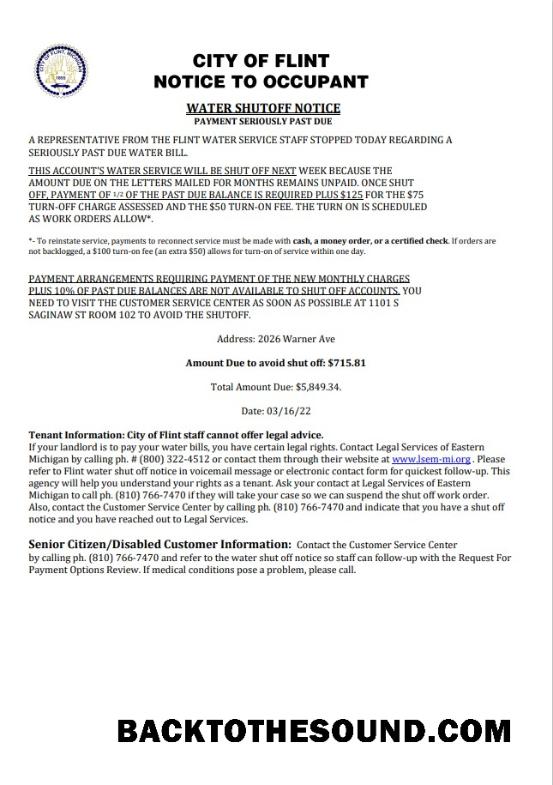 CITY OF FLINT
NOTICE TO OCCUPANT
WATER SHUTOFF NOTICE
PAYMENT SERIOUSLY PAST DUE
A REPRESENTATIVE FROM THE FLINT WATER SERVICE STAFF STOPPED TODAY REGARDING A
SERIOUSLY PAST DUE WATER BILL.
THIS ACCOUNT'S WATER SERVICE WILL BE SHUT OFF NEXT WEEK BECAUSE THE
AMOUNT DUE ON THE LETTERS MAILED FOR MONTHS REMAINS UNPAID. ONCE SHUT
OFF, PAYMENT OF 1/2 OF THE PAST DUE BALANCE IS REQUIRED PLUS $125 FOR THE $75
TURN-OFF CHARGE ASSESSED AND THE $50 TURN-ON FEE. THE TURN ON IS SCHEDULED
AS WORK ORDERS ALLOW*.
*- To reinstate service, payments to reconnect service must be made with cash, a money order, or a certified check. If orders are
not backlogged, a $100 turn-on fee (an extra $50) allows for turn-on of service within one day.
PAYMENT ARRANGEMENTS REQUIRING PAYMENT OF THE NEW MONTHLY CHARGES
PLUS 10% OF PAST DUE BALANCES ARE NOT AVAILABLE TO SHUT OFF ACCOUNTS. YOU
NEED TO VISIT THE CUSTOMER SERVICE CENTER AS SOON AS POSSIBLE AT 1101 S
SAGINAW ST ROOM 102 TO AVOID THE SHUTOFF.
Address: 2026 Warner Ave
Amount Due to avoid shut off: $715.81
Total Amount Due: $5,849.34.
Date: 03/16/22
Tenant Information: City of Flint staff cannot offer legal advice.
If your landlord is to pay your water bills, you have certain legal rights. Contact Legal Services of Eastern
Michigan by calling ph. # (800) 322-4512 or contact them through their website at www.lsem-mi.org . Please
refer to Flint water shut off notice in voicemail message or electronic contact form for quickest follow-up. This
agency will help you understand your rights as a tenant. Ask your contact at Legal Services of Eastern
Michigan to call ph. (810) 766-7470 if they will take your case so we can suspend the shut off work order.
Also, contact the Customer Service Center by calling ph. (810) 766-7470 and indicate that you have a shut off
notice and you have reached out to Legal Services.
Senior Citizen/Disabled Customer Information: Contact the Customer Service Center
by calling ph. (810) 766-7470 and refer to the water shut off notice so staff can follow-up with the Request For
Payment Options Review. If medical conditions pose a problem, please call.
BACKTOTHESOUND.COM